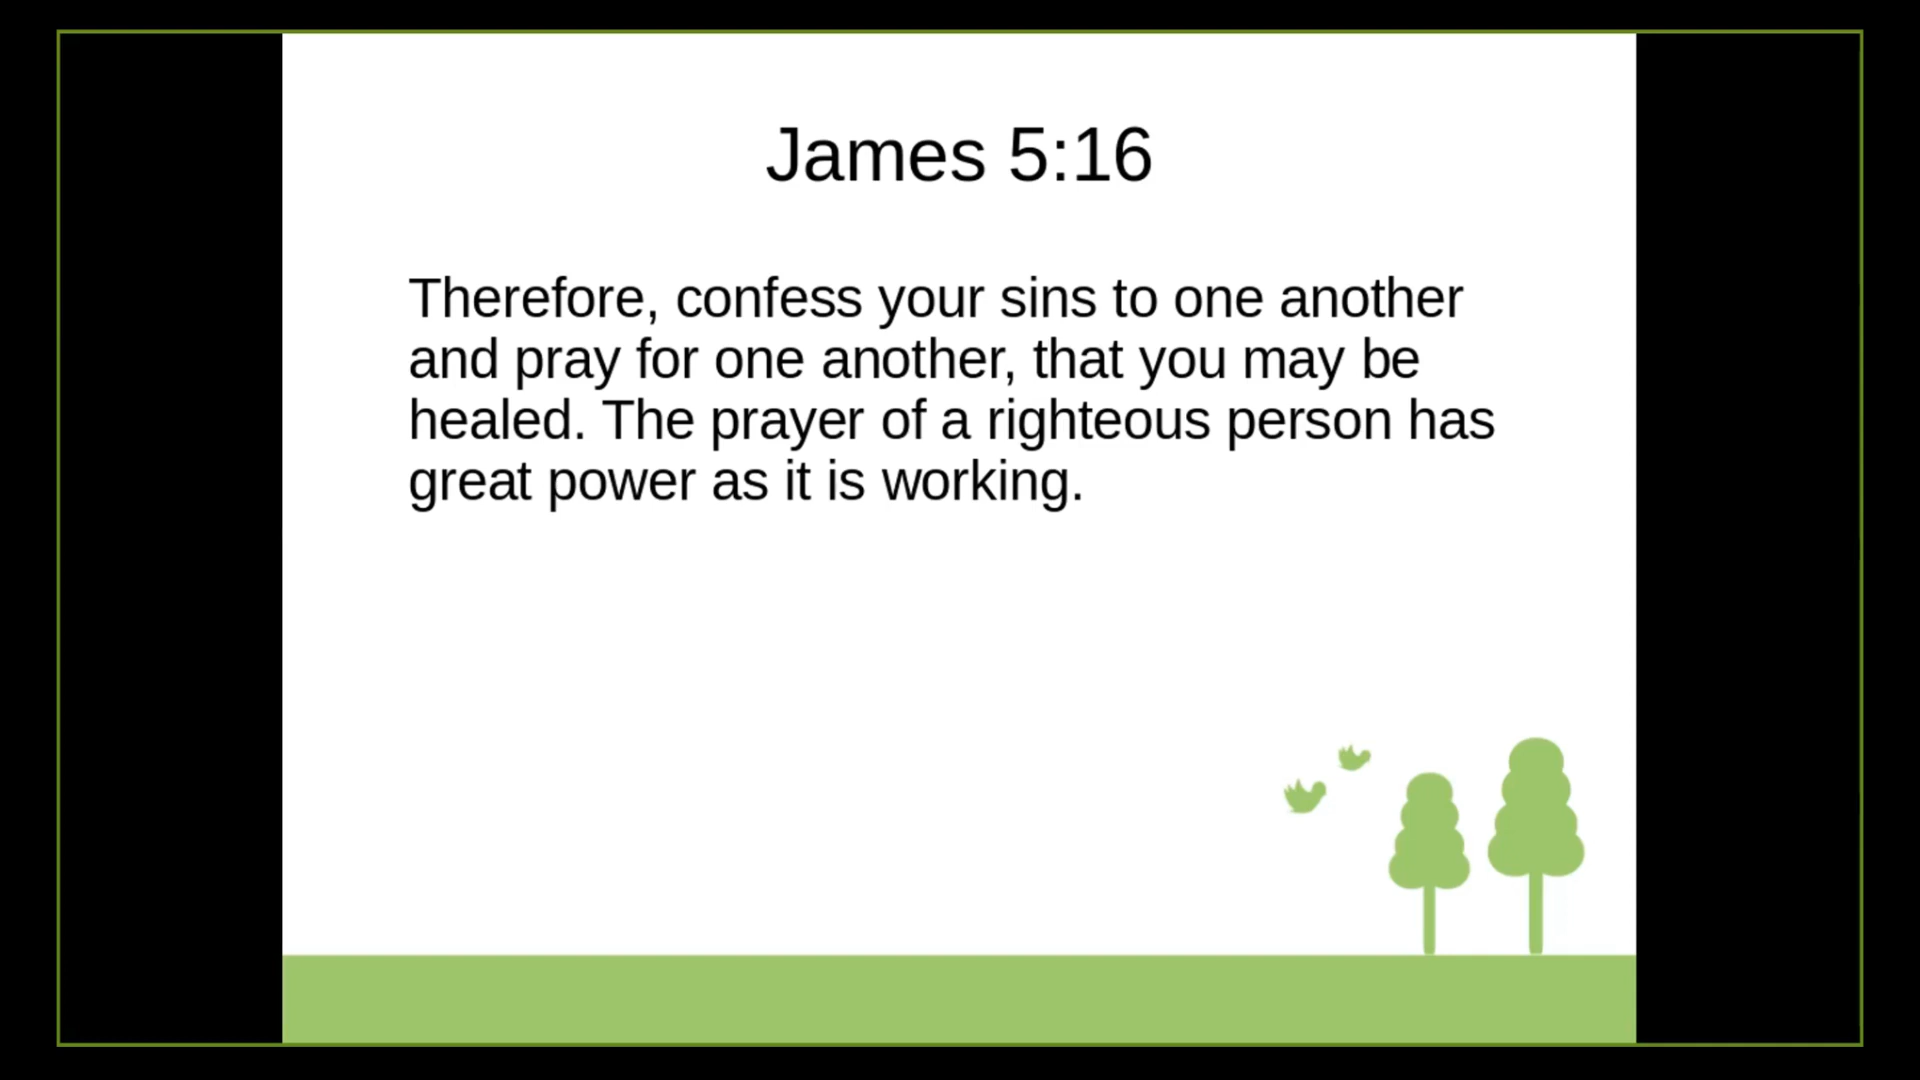 James 5:16
Therefore, confess your sins to one another
and pray for one another, that you may be
healed. The prayer of a righteous person has
great power as it is working.